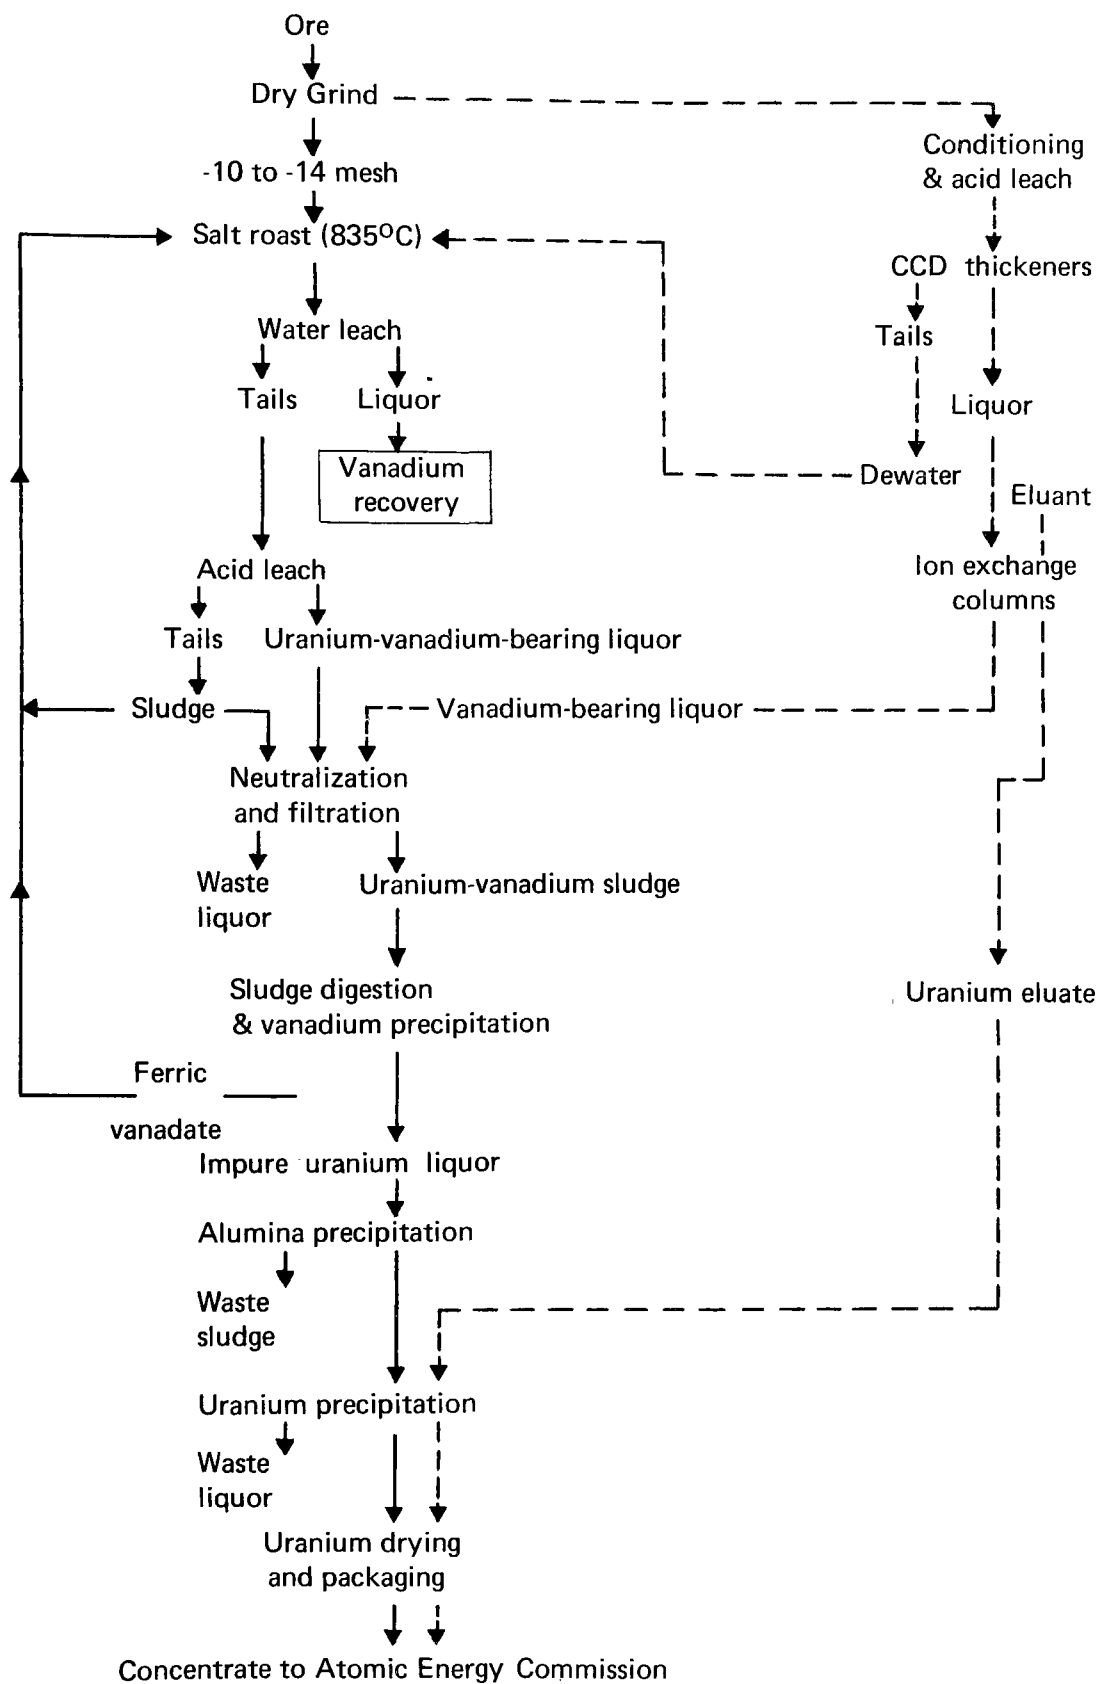 Ore
Dry Grind
Conditioning
& acid leach
-10 to -14 mesh
Salt roast (835ºC)
CCD thickeners
Water leach
Tails
Tails
Liquor
Liquor
Vanadium
recovery
Dewater
Eluant
Acid leach
Ion exchange
columns
Tails
Uranium-vanadium-bearing liquor
Sludge
Vanadium-bearing liquor
Neutralization
and filtration
Waste
liquor
Uranium-vanadium sludge
Sludge digestion
& vanadium precipitation
Uranium eluate
Ferric
vanadate
Impure uranium liquor
Alumina precipitation
Waste
sludge
Uranium precipitation
Waste
liquor
Uranium drying
and packaging
Concentrate to Atomic Energy Commission